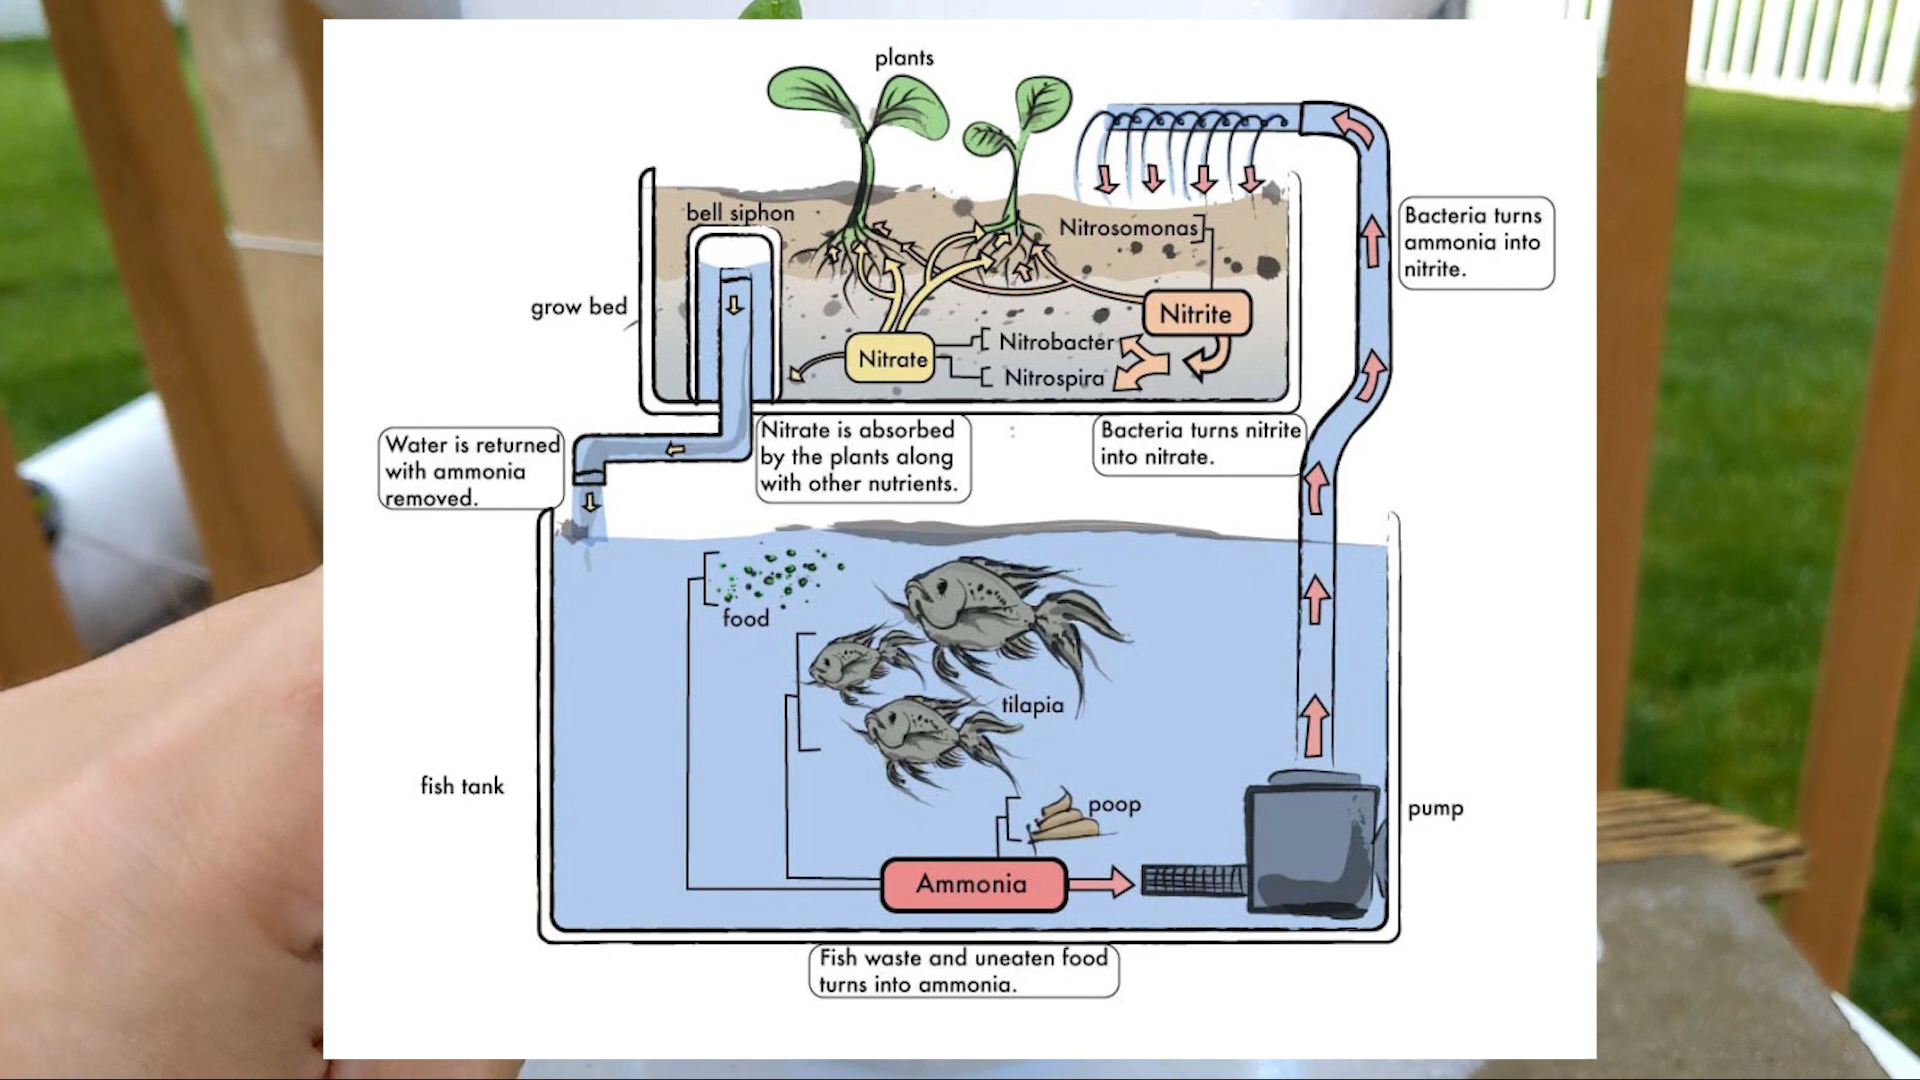 plants
bell siphon
Nitrosomonas
Bacteria turns
ammonia into
nitrite.
grow bed
Nitrite
Nitrobacter
Nitrate
Nitrospira
Water is returned
with ammonia
removed.
Nitrate is absorbed
by the plants along
with other nutrients.
Bacteria turns nitrite
into nitrate.
food
tilapia
fish tank
poop
pump
Ammonia
Fish waste and uneaten food
turns into ammonia.